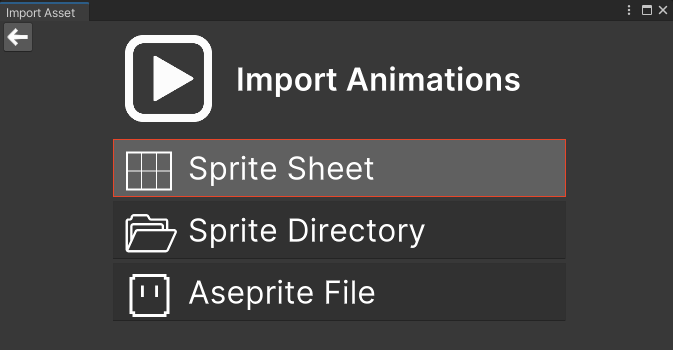 Import Asset
Import Animations
Sprite Sheet
Sprite Directory
Aseprite File